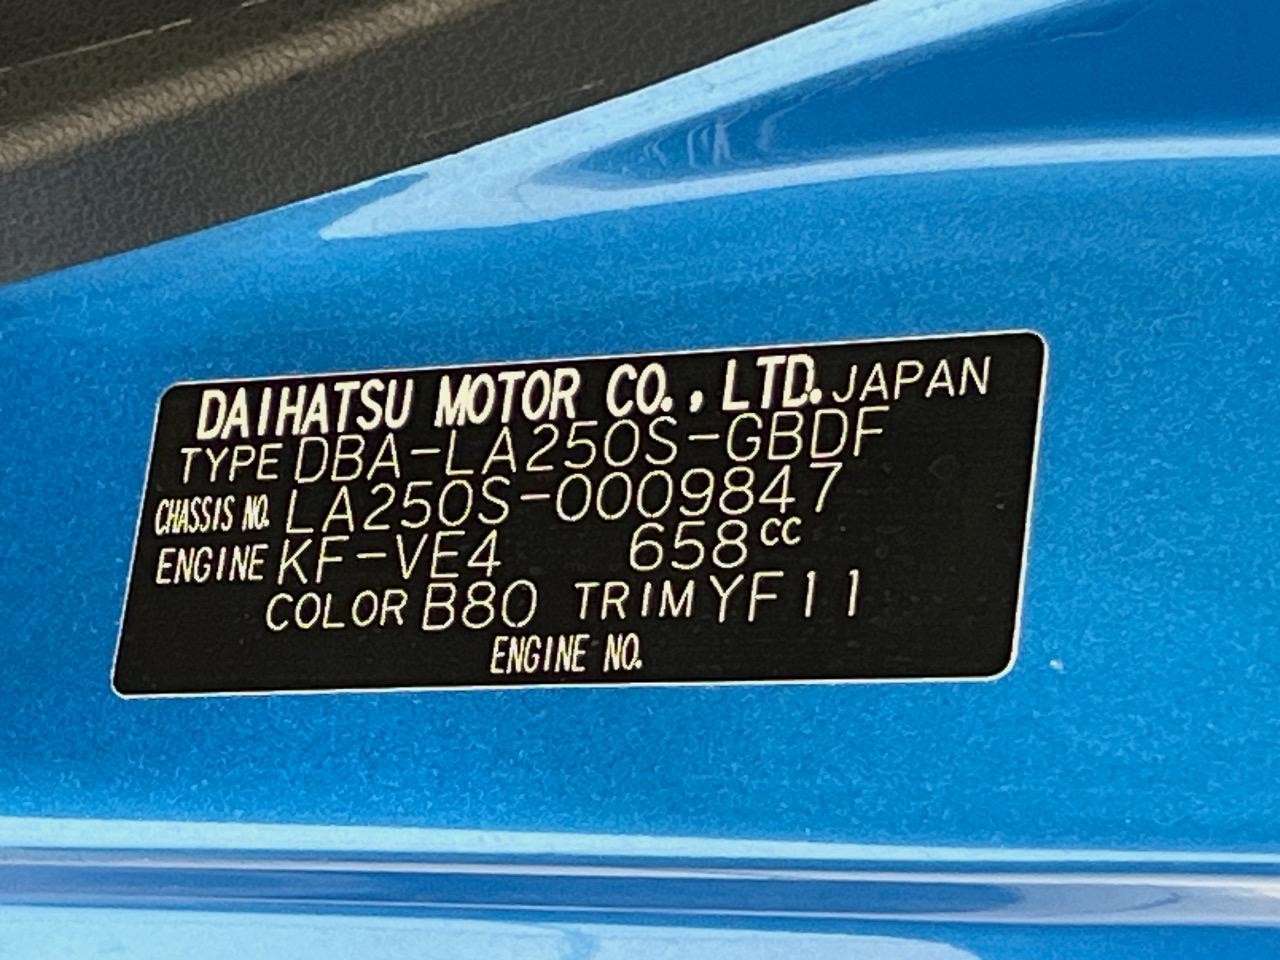 DAIHATSU MOTOR CO., LTD. JAPAN
TYPE DBA-LA250S-GBDF
CHASSIS NO. LA250S-0009847
ENGINE KF-VE4 658cc
COLOR B80 TRIM YF11
ENGINE NO.